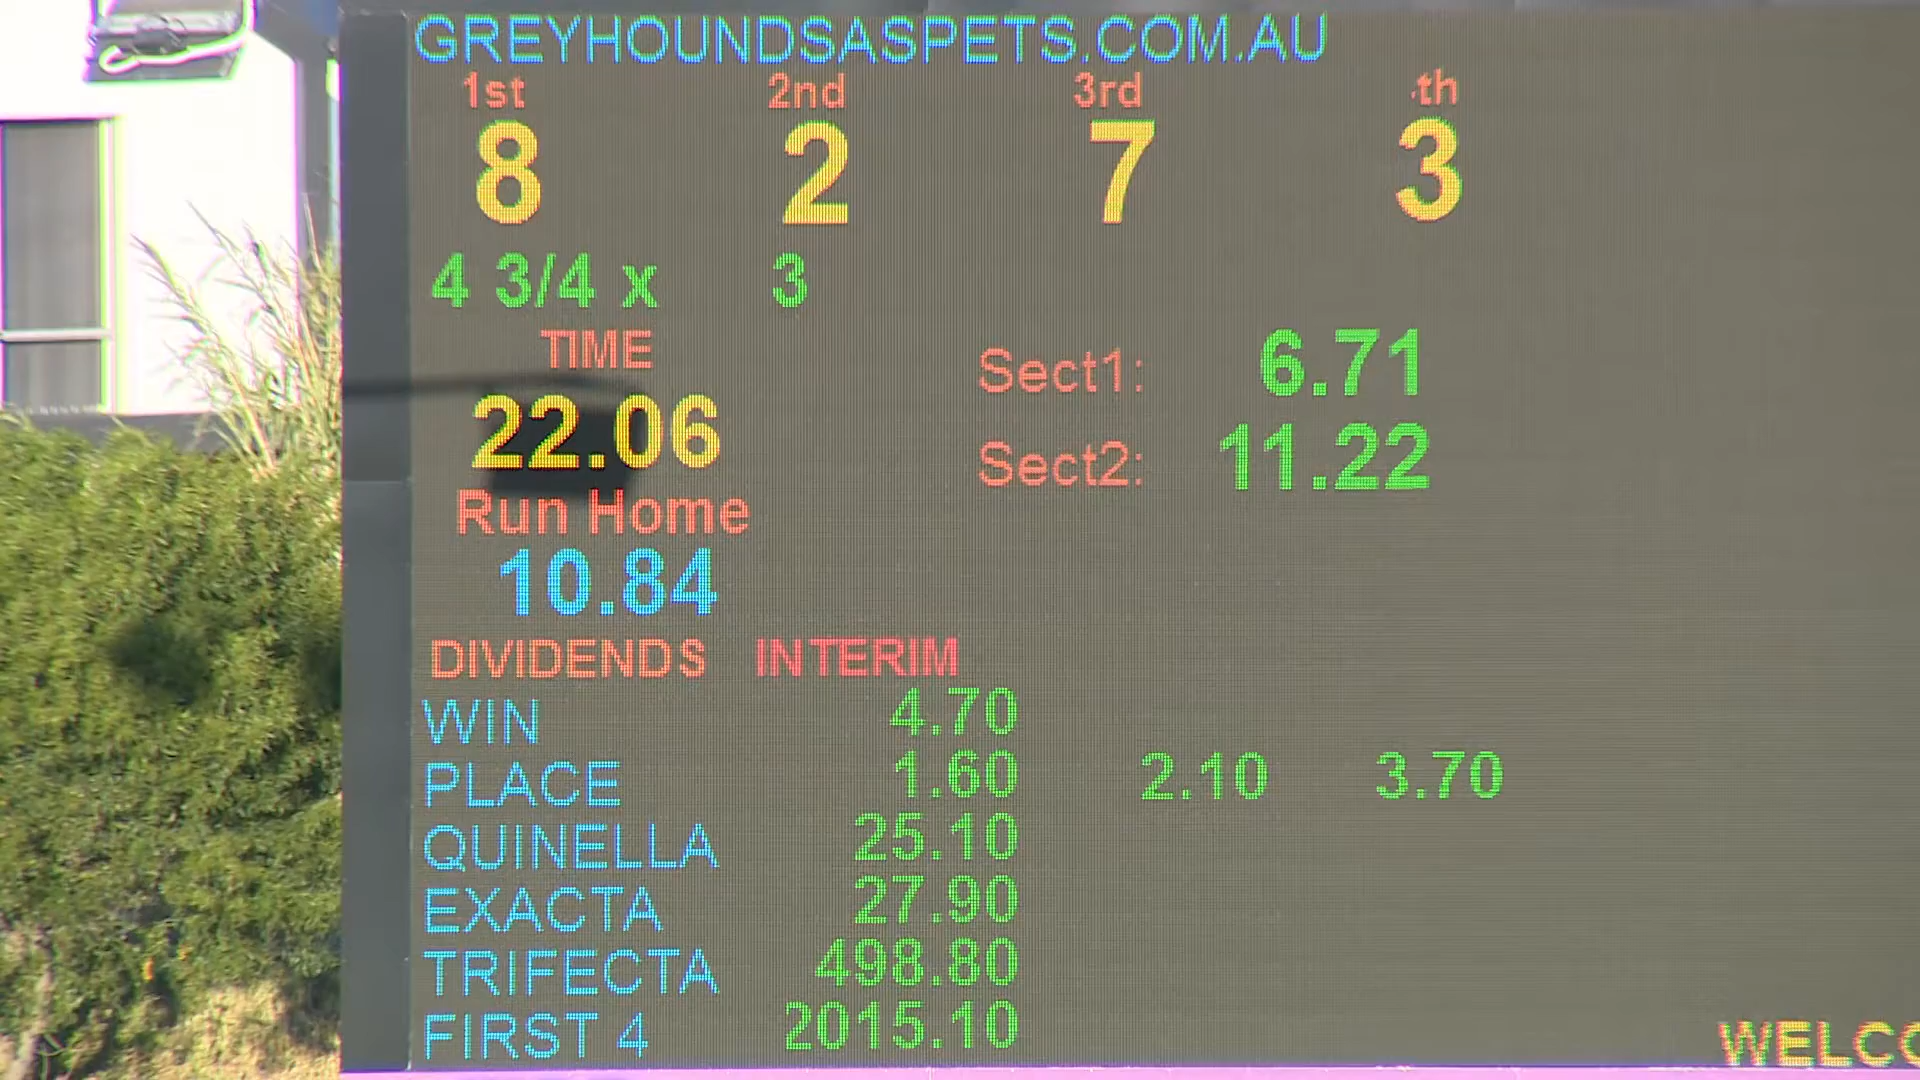 GREYHOUNDSASPETS.COM.AU
1st 2nd 3rd th
8 2 7 3
4 3/4 x 3
TIME
Sect1: 6.71
22.06
Sect2: 11.22
Run Home
10.84
DIVIDENDS INTERIM
WIN 4.70
PLACE 1.60 2.10 3.70
QUINELLA 25.10
EXACTA 27.90
TRIFECTA 498.80
FIRST 4 2015.10
WELCO